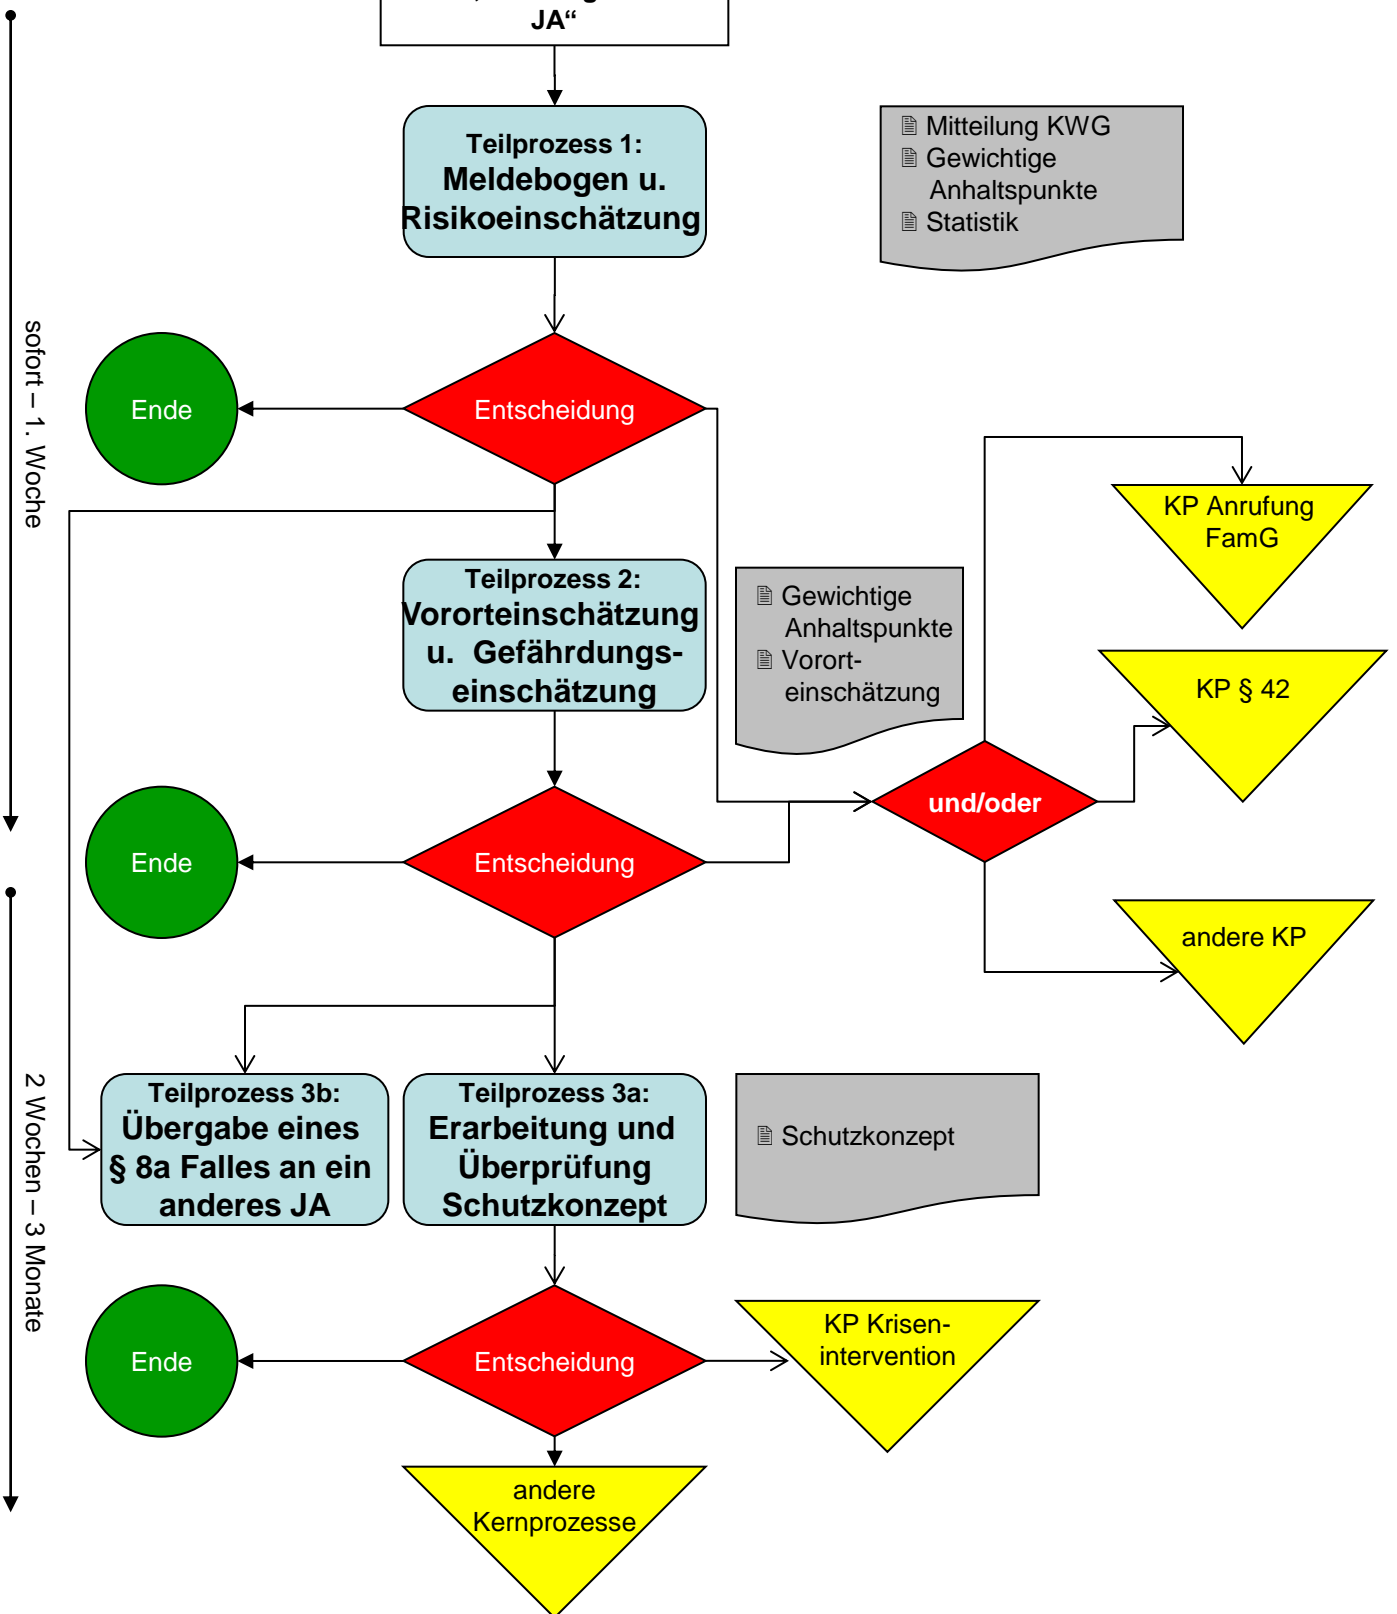 JA“
Teilprozess 1:
Meldebogen u.
Risikoeinschätzung
Mitteilung KWG
Gewichtige
Anhaltspunkte
Statistik
sofort – 1. Woche
Ende
Entscheidung
KP Anrufung
FamG
Teilprozess 2:
Vororteinschätzung
u. Gefährdungs-
einschätzung
Gewichtige
Anhaltspunkte
Vorort-
einschätzung
KP § 42
und/oder
Ende
Entscheidung
andere KP
2 Wochen – 3 Monate
Teilprozess 3b:
Übergabe eines
§ 8a Falles an ein
anderes JA
Teilprozess 3a:
Erarbeitung und
Überprüfung
Schutzkonzept
Schutzkonzept
Ende
Entscheidung
KP Krisen-
intervention
andere
Kernprozesse